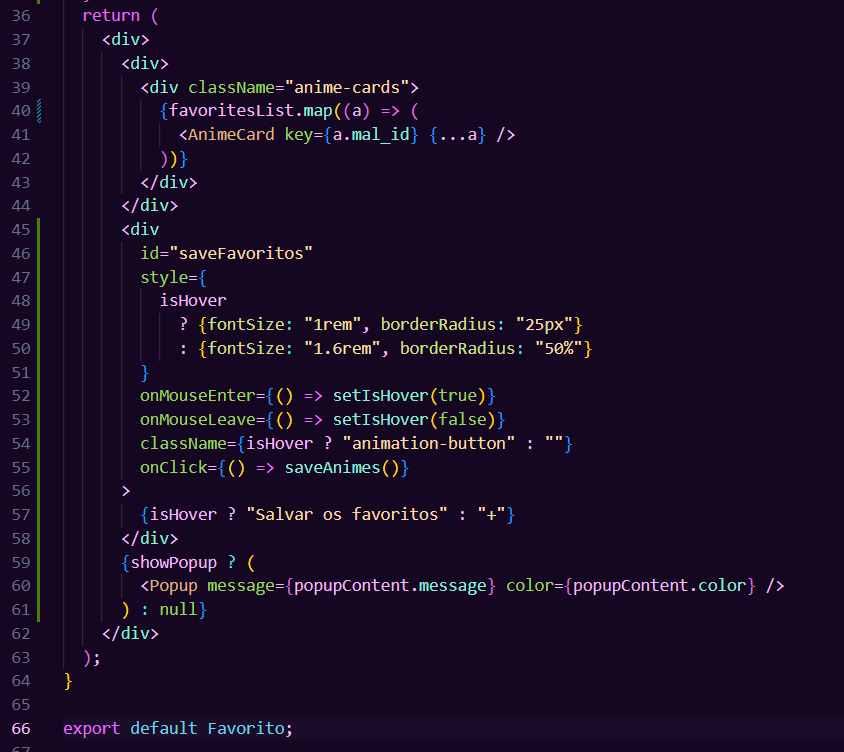 36 return (
37 <div>
38 <div>
39 <div className="anime-cards">
40 {favoritesList.map((a) => (
41 <AnimeCard key={a.mal_id} {...a} />
42 ))}
43 </div>
44 </div>
45 <div
46 id="saveFavoritos"
47 style={
48 isHover
49 ? {fontSize: "1rem", borderRadius: "25px"}
50 : {fontSize: "1.6rem", borderRadius: "50%"}
51 }
52 onMouseEnter={() => setIsHover(true)}
53 onMouseLeave={() => setIsHover(false)}
54 className={isHover ? "animation-button" : ""}
55 onClick={() => saveAnimes()}
56 >
57 {isHover ? "Salvar os favoritos" : "+"}
58 </div>
59 {showPopup ? (
60 <Popup message={popupContent.message} color={popupContent.color} />
61 ) : null}
62 </div>
63 );
64 }
65
66 export default Favorito;
67